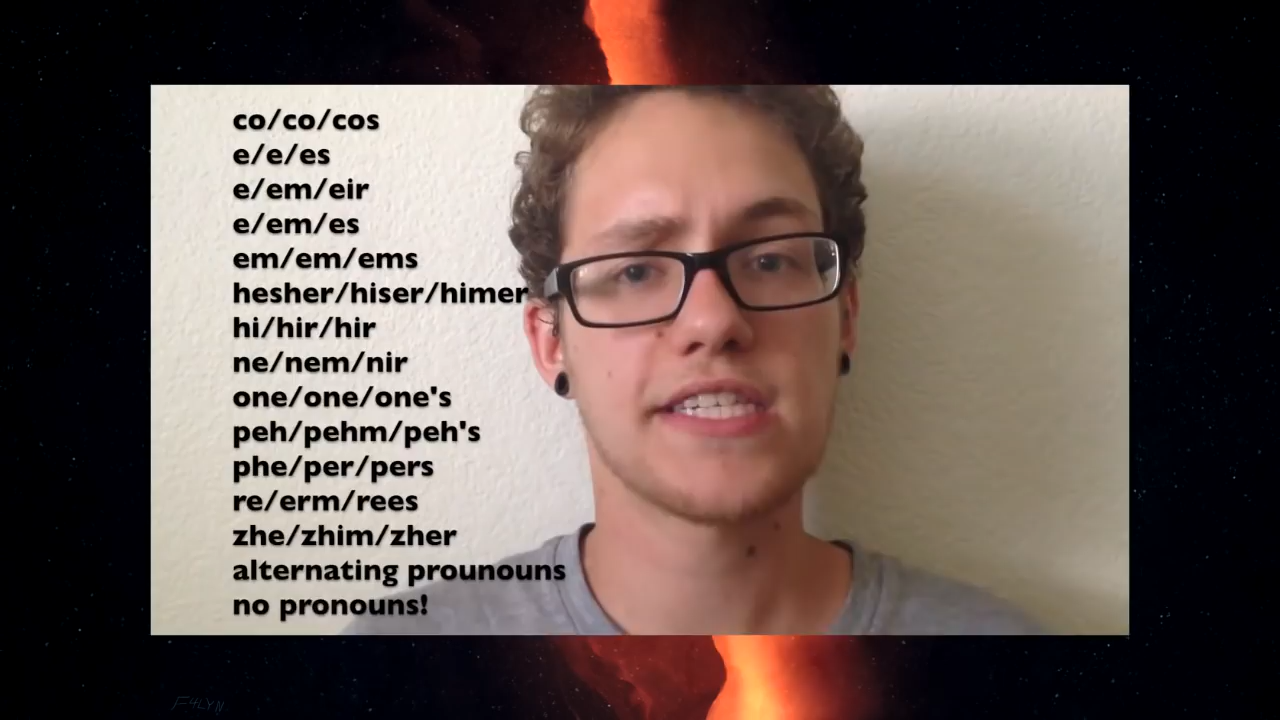 co/co/cos
e/e/es
e/em/eir
e/em/es
em/em/ems
hesher/hiser/himer
hi/hir/hir
ne/nem/nir
one/one/one's
peh/pehm/peh's
phe/per/pers
re/erm/rees
zhe/zhim/zher
alternating prounouns
no pronouns!
F4LYN